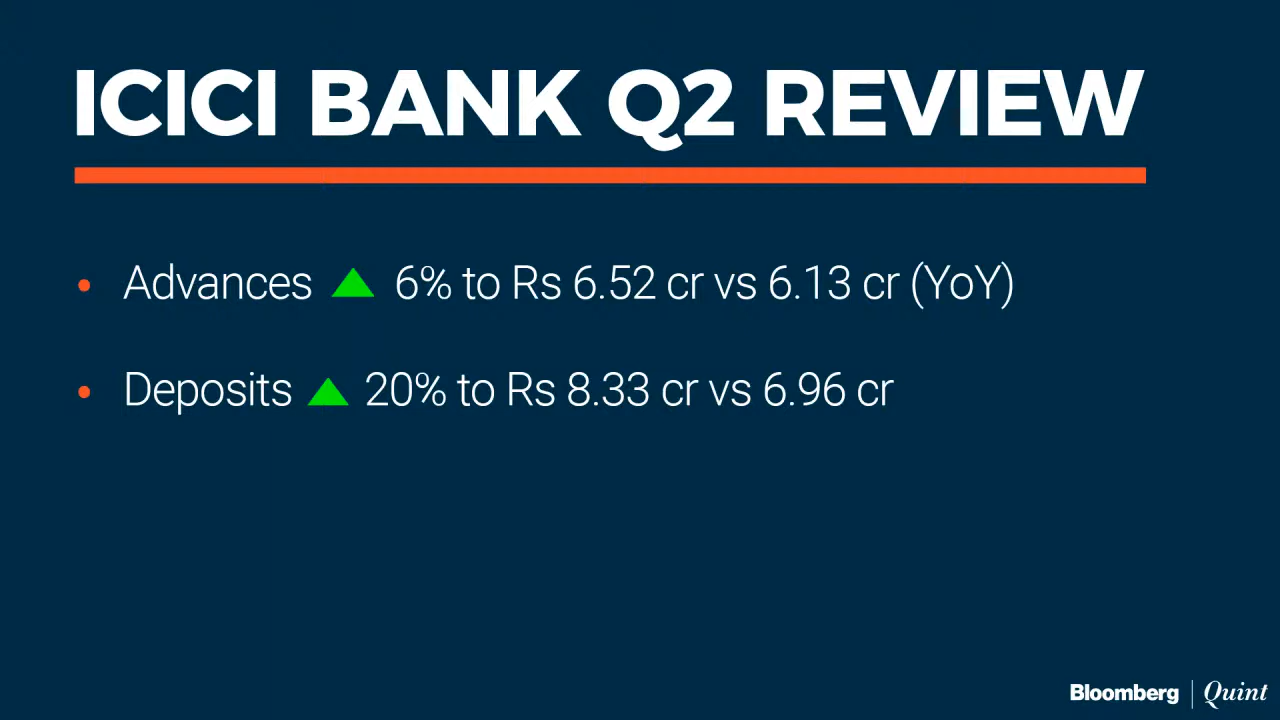 ICICI BANK Q2 REVIEW
• Advances ▲ 6% to Rs 6.52 cr vs 6.13 cr (YoY)
• Deposits ▲ 20% to Rs 8.33 cr vs 6.96 cr
Bloomberg | Quint